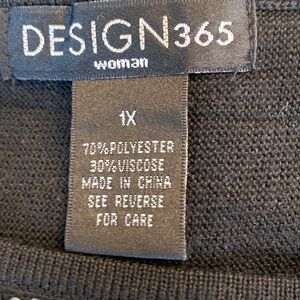 DESIGN365
woman
1X
70%POLYESTER
30%VISCOSE
MADE IN CHINA
SEE REVERSE
FOR CARE